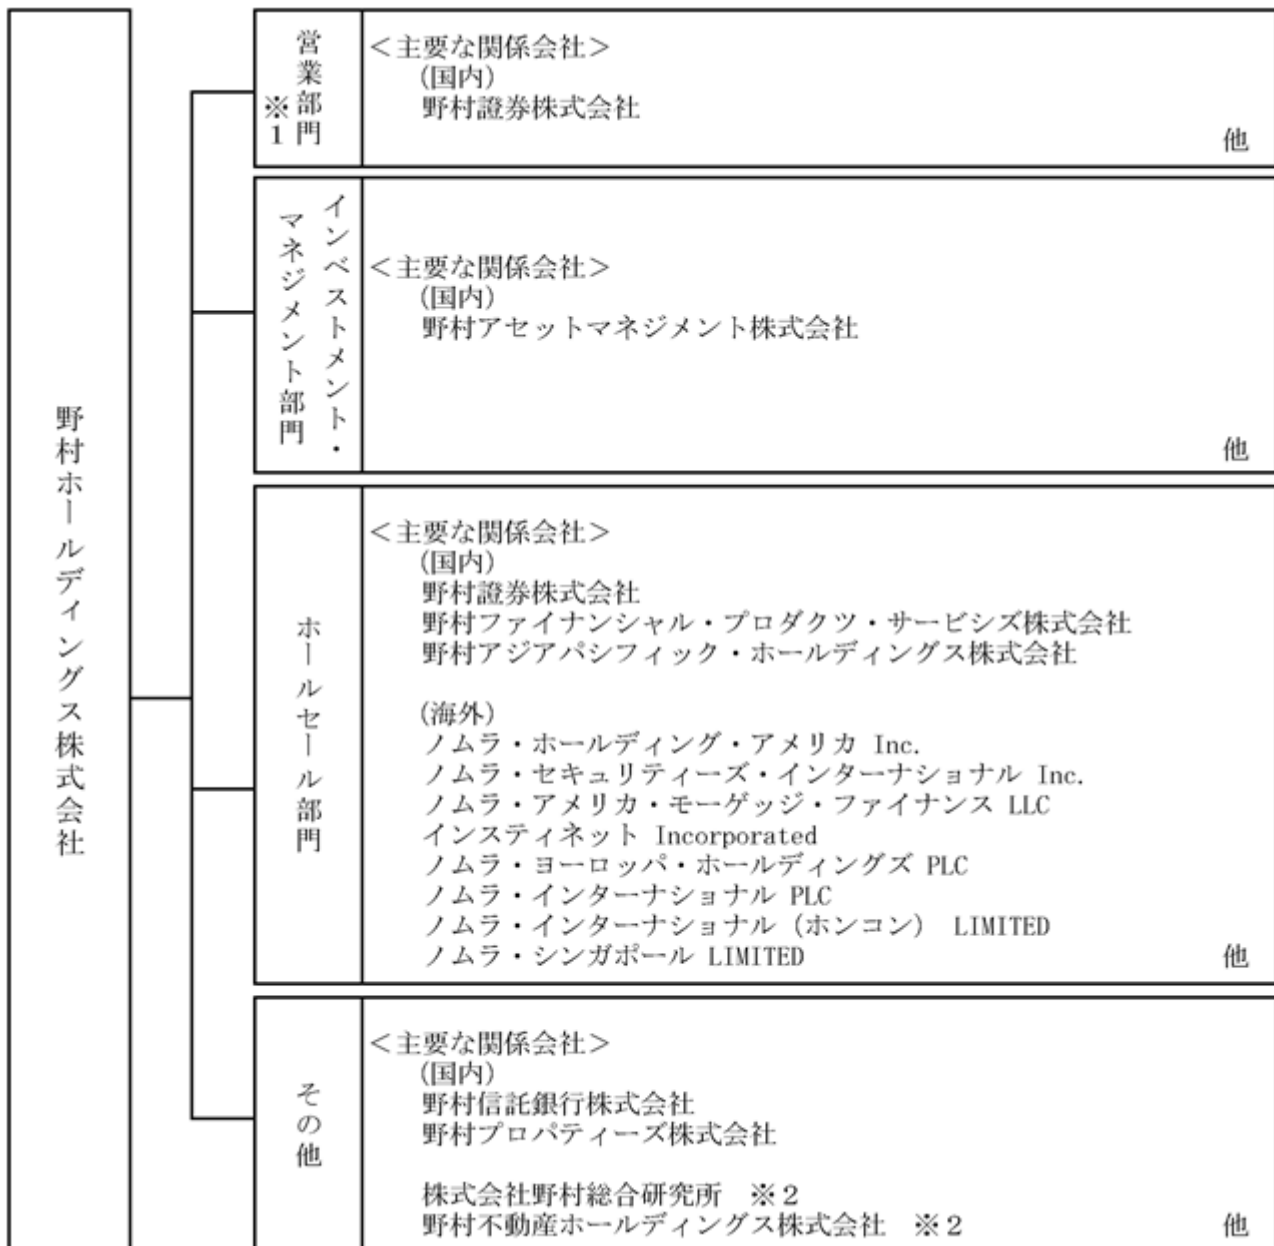 野村ホールディングス株式会社
営業部門
※1
＜主要な関係会社＞
(国内)
野村證券株式会社
他
インベストメント・
マネジメント部門
＜主要な関係会社＞
(国内)
野村アセットマネジメント株式会社
他
ホールセール部門
＜主要な関係会社＞
(国内)
野村證券株式会社
野村ファイナンシャル・プロダクツ・サービシズ株式会社
野村アジアパシフィック・ホールディングス株式会社
(海外)
ノムラ・ホールディング・アメリカ Inc.
ノムラ・セキュリティーズ・インターナショナル Inc.
ノムラ・アメリカ・モーゲッジ・ファイナンス LLC
インスティネット Incorporated
ノムラ・ヨーロッパ・ホールディングズ PLC
ノムラ・インターナショナル PLC
ノムラ・インターナショナル（ホンコン） LIMITED
ノムラ・シンガポール LIMITED
他
その他
＜主要な関係会社＞
(国内)
野村信託銀行株式会社
野村プロパティーズ株式会社
株式会社野村総合研究所　※2
野村不動産ホールディングス株式会社　※2
他